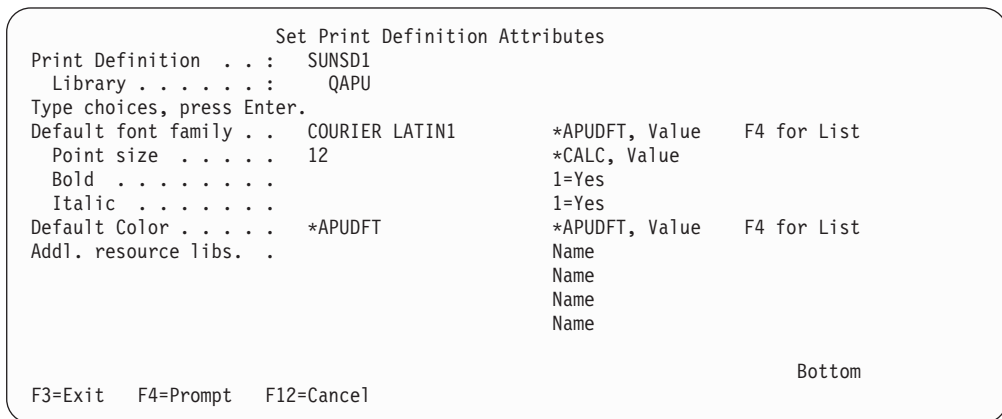 Set Print Definition Attributes
Print Definition . . : SUNSD1
Library . . . . . . : QAPU
Type choices, press Enter.
Default font family . . COURIER LATIN1 *APUDFT, Value F4 for List
Point size . . . . . 12 *CALC, Value
Bold . . . . . . . . 1=Yes
Italic . . . . . . . 1=Yes
Default Color . . . . . *APUDFT *APUDFT, Value F4 for List
Addl. resource libs. . Name
Name
Name
Name
Bottom
F3=Exit F4=Prompt F12=Cancel